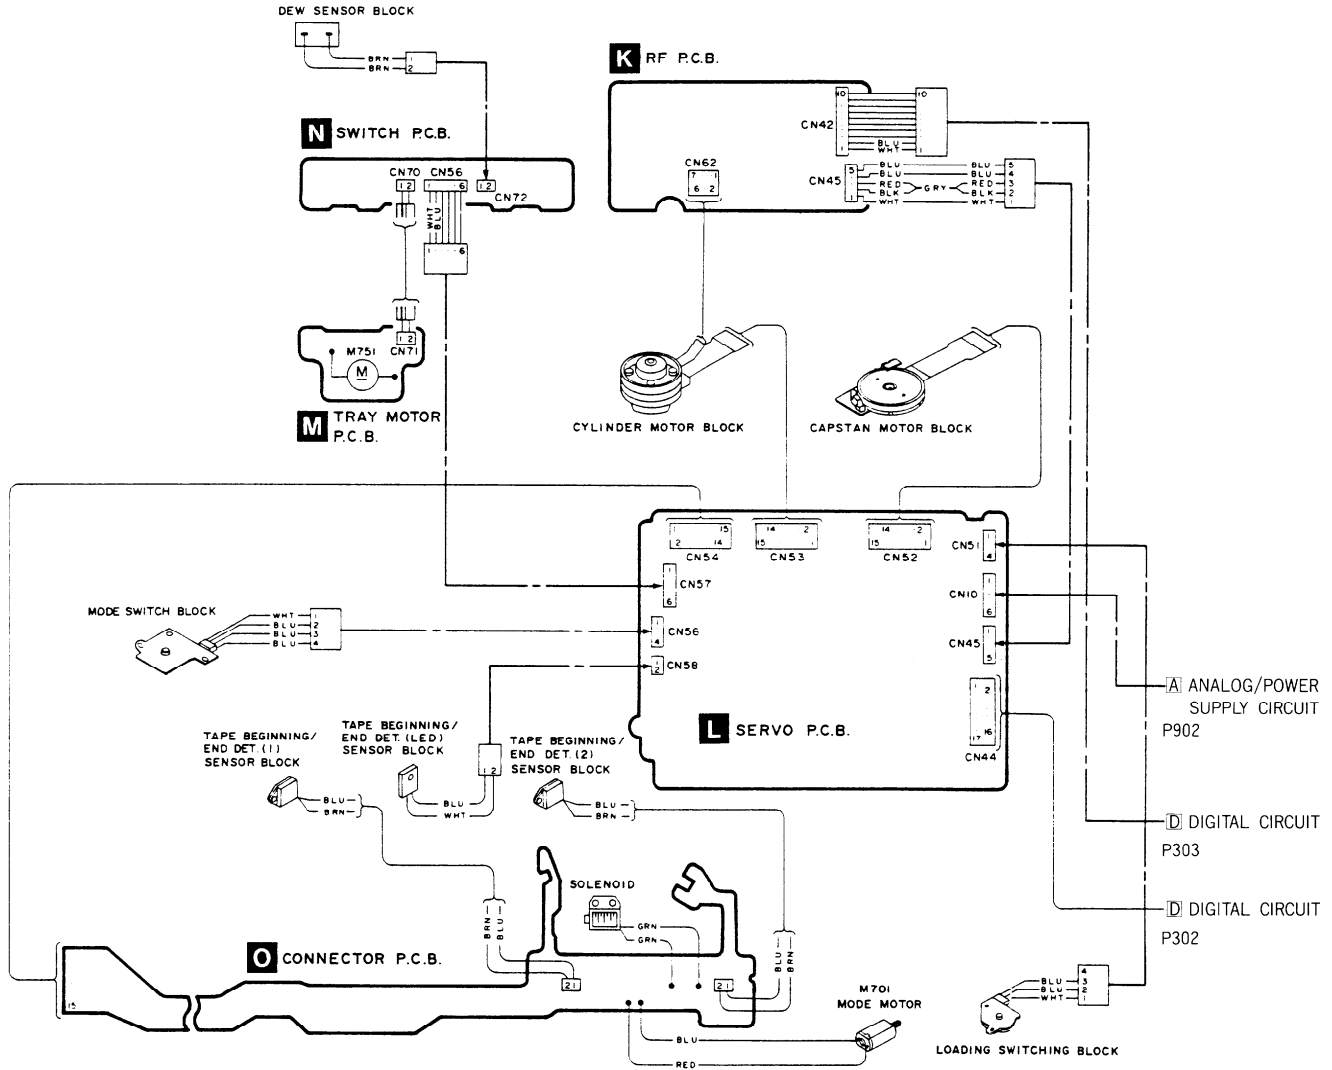 DEW SENSOR BLOCK
BRN 1
BRN 2
K RF P.C.B.
10 10
CN42
BLU
1 WHT 1
N SWITCH P.C.B.
CN70 CN56
1 2 1 6 1 2
CN72
WHT
BLU
1 6
CN62
7 1
6 2
CN45
5 BLU BLU 5
BLU BLU 4
RED GRY RED 3
BLK BLK 2
1 WHT WHT 1
1 2
CN71
M751
M
M TRAY MOTOR
P.C.B.
CYLINDER MOTOR BLOCK
CAPSTAN MOTOR BLOCK
1 15
2 14
CN54
14 2
15 1
CN53
14 2
15 1
CN52
CN51
1
4
CN57
1
6
CN10
1
6
MODE SWITCH BLOCK
WHT 1
BLU 2
BLU 3
BLU 4
CN56
1
4
CN45
1
5
CN58
1
2
A ANALOG/POWER
SUPPLY CIRCUIT
P902
1 2
17 16
CN44
L SERVO P.C.B.
TAPE BEGINNING/
END DET.(1)
SENSOR BLOCK
BLU
BRN
TAPE BEGINNING/
END DET.(LED)
SENSOR BLOCK
1 2
BLU
WHT
TAPE BEGINNING/
END DET.(2)
SENSOR BLOCK
BLU
BRN
D DIGITAL CIRCUIT
P303
D DIGITAL CIRCUIT
P302
SOLENOID
GRN
GRN
BRN
BLU
BLU
BRN
O CONNECTOR P.C.B.
2 1
2 1
15
M701
MODE MOTOR
BLU
RED
4
BLU 3
BLU 2
WHT 1
LOADING SWITCHING BLOCK